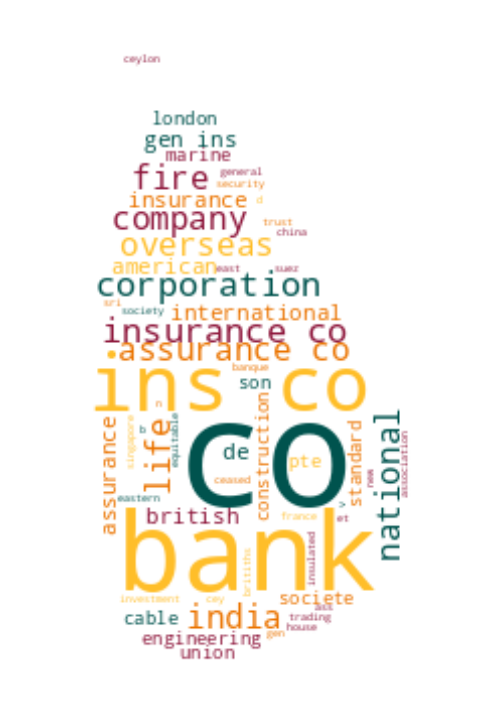 ceylon
london
gen ins
marine
fire general
security
insurance d
company trust
china
overseas
american east suez
corporation
sri
society international
insurance co
assurance co
banque
son
ins co
n
co
de
pte
ceased
b
equitable
singapore
assurance
life
construction
standard
new
national
association
eastern
british
france
>
et
bank
britiths
insulated
investment cey
societe
ass
cable india trading
house
engineering gen
union